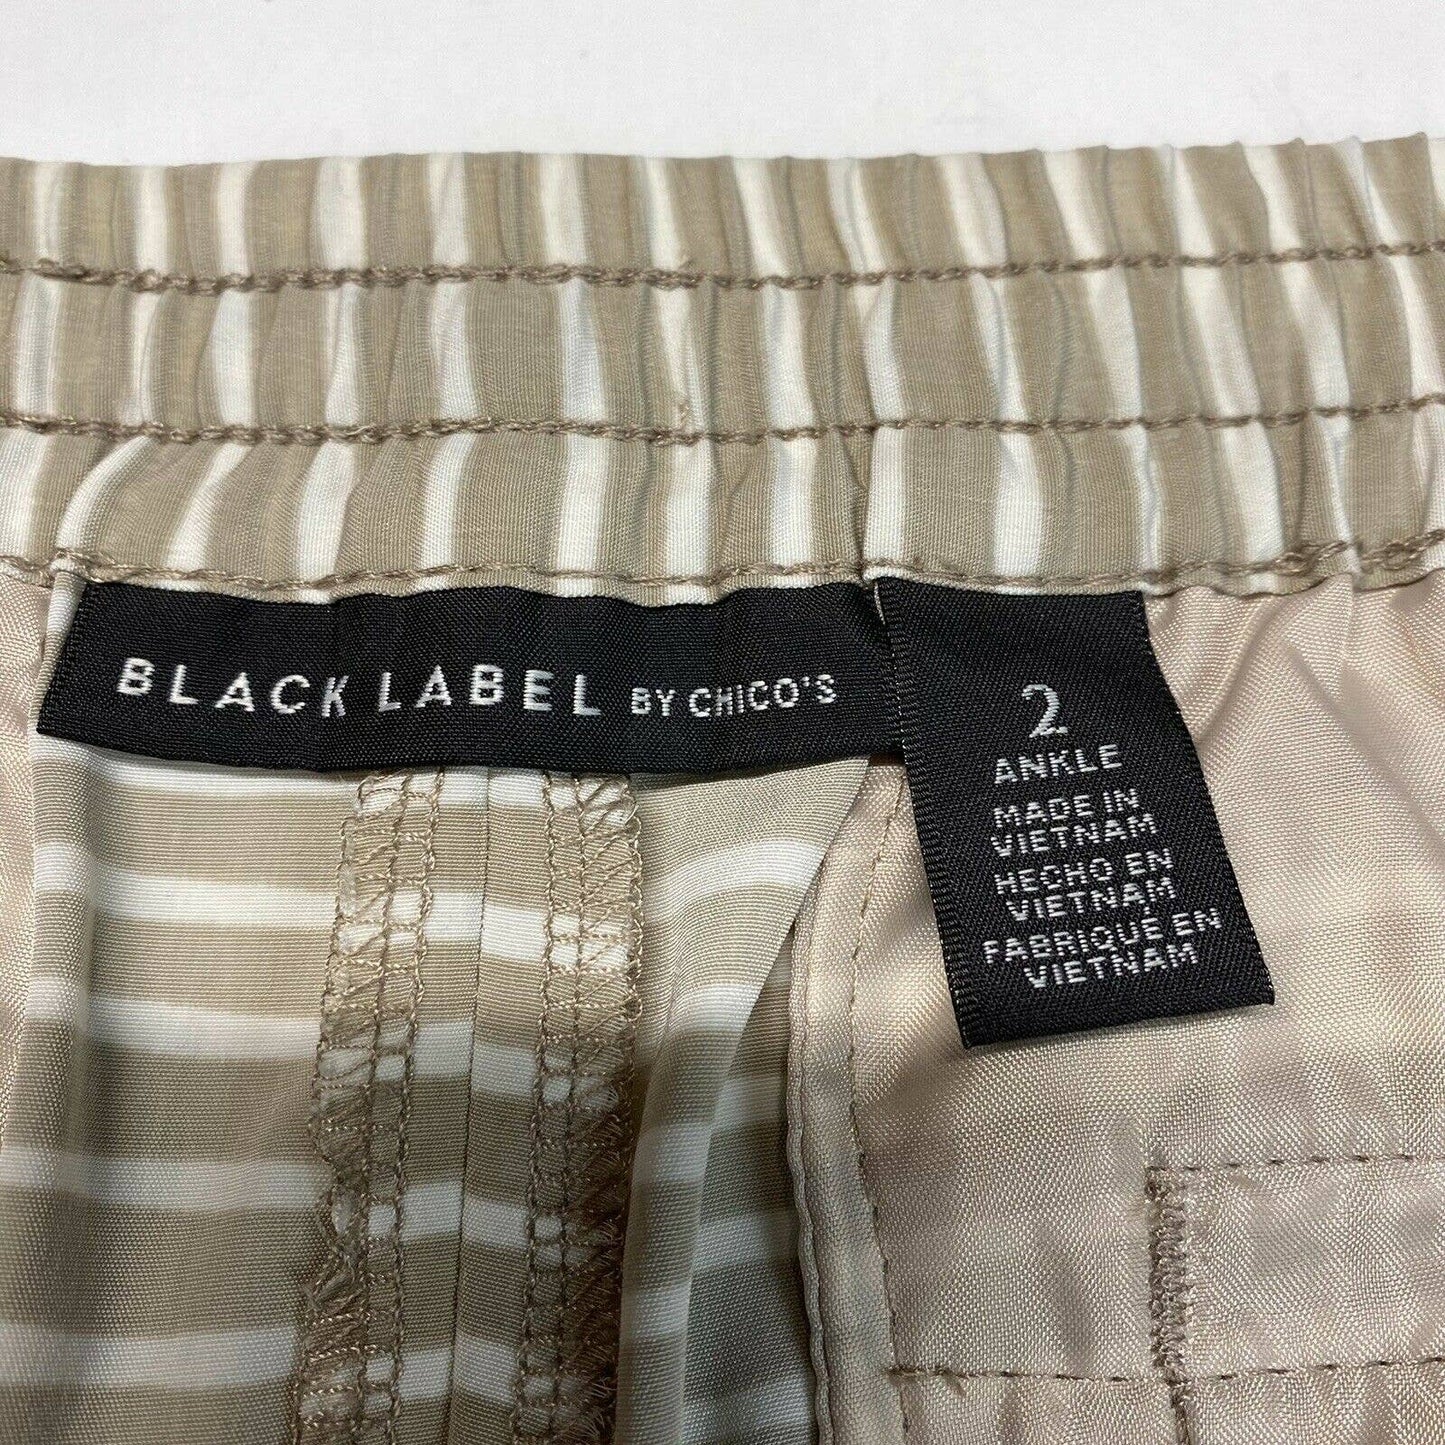 BLACK LABEL BY CHICO'S
2
ANKLE
MADE IN
VIETNAM
HECHO EN
VIETNAM
FABRIQUÉ EN
VIETNAM